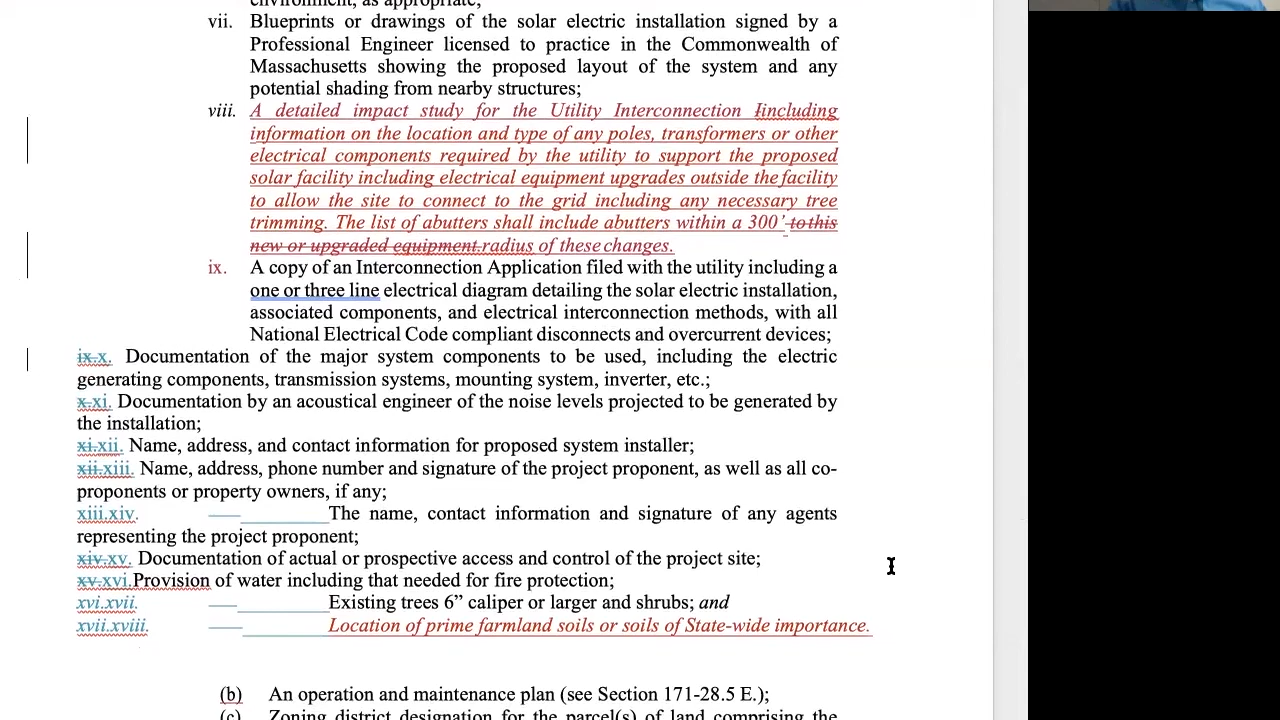 environment, as appropriate;
vii. Blueprints or drawings of the solar electric installation signed by a
Professional Engineer licensed to practice in the Commonwealth of
Massachusetts showing the proposed layout of the system and any
potential shading from nearby structures;
viii. A detailed impact study for the Utility Interconnection Iincluding
information on the location and type of any poles, transformers or other
electrical components required by the utility to support the proposed
solar facility including electrical equipment upgrades outside the facility
to allow the site to connect to the grid including any necessary tree
trimming. The list of abutters shall include abutters within a 300’ to this
new or upgraded equipment.radius of these changes.
ix. A copy of an Interconnection Application filed with the utility including a
one or three line electrical diagram detailing the solar electric installation,
associated components, and electrical interconnection methods, with all
National Electrical Code compliant disconnects and overcurrent devices;
ix.x. Documentation of the major system components to be used, including the electric
generating components, transmission systems, mounting system, inverter, etc.;
x.xi. Documentation by an acoustical engineer of the noise levels projected to be generated by
the installation;
xi.xii. Name, address, and contact information for proposed system installer;
xii.xiii. Name, address, phone number and signature of the project proponent, as well as all co-
proponents or property owners, if any;
xiii.xiv. The name, contact information and signature of any agents
representing the project proponent;
xiv.xv. Documentation of actual or prospective access and control of the project site;
xv.xvi.Provision of water including that needed for fire protection;
xvi.xvii. Existing trees 6” caliper or larger and shrubs; and
xvii.xviii. Location of prime farmland soils or soils of State-wide importance.
(b) An operation and maintenance plan (see Section 171-28.5 E.);
(c) Zoning district designation for the parcel(s) of land comprising the